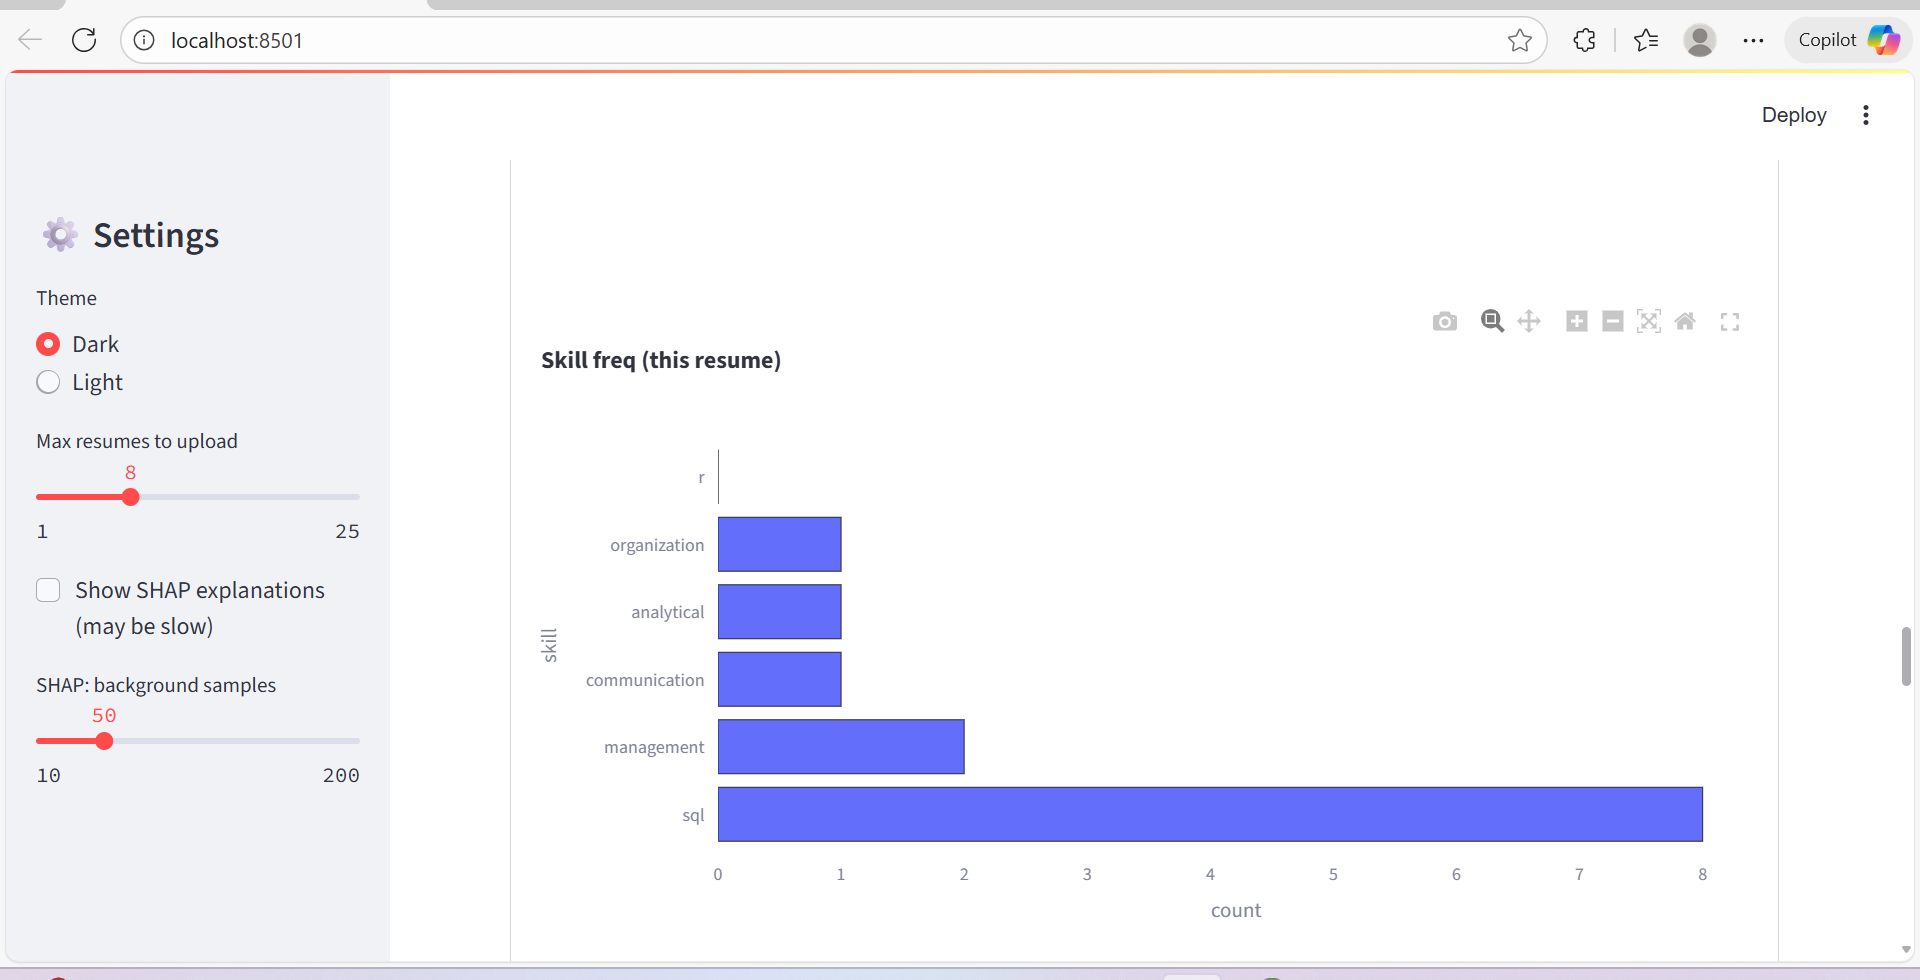 localhost:8501
Copilot
Deploy
Settings
Theme
Dark
Light
Max resumes to upload
8
1 25
Show SHAP explanations
(may be slow)
SHAP: background samples
50
10 200
Skill freq (this resume)
skill
r
organization
analytical
communication
management
sql
0 1 2 3 4 5 6 7 8
count